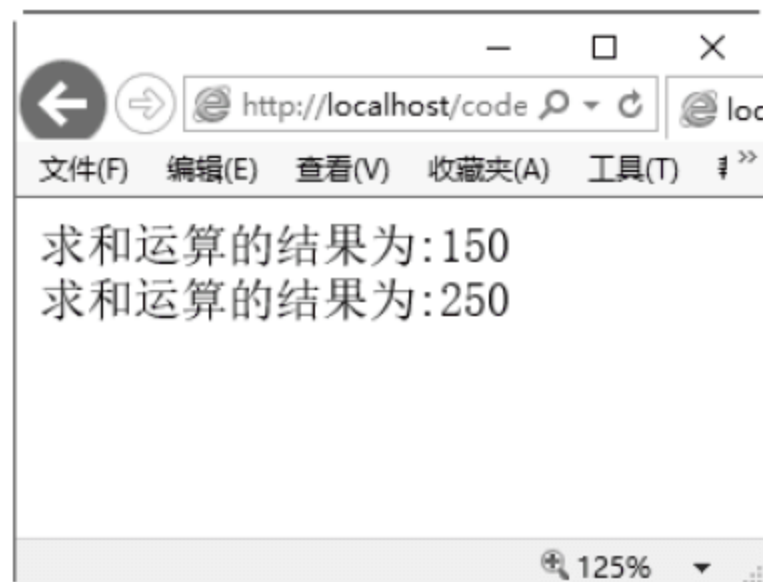 http://localhost/code
loc
文件(F) 编辑(E) 查看(V) 收藏夹(A) 工具(T)
求和运算的结果为:150
求和运算的结果为:250
125%